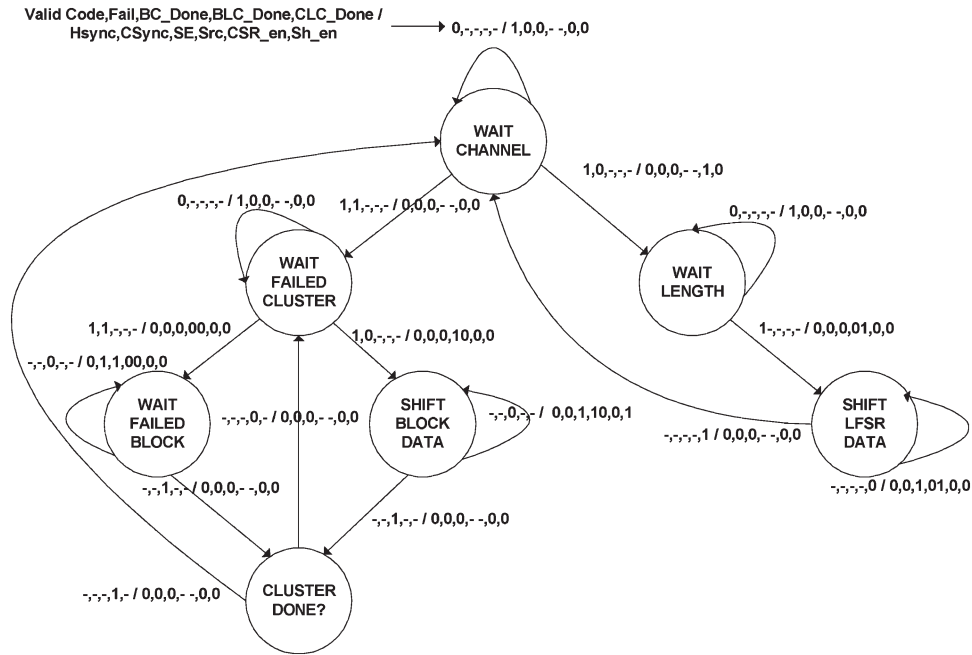 Valid Code,Fail,BC_Done,BLC_Done,CLC_Done /
Hsync,CSync,SE,Src,CSR_en,Sh_en
0,-,-,-,- / 1,0,0,- -,0,0
WAIT
CHANNEL
1,0,-,-,- / 0,0,0,- -,1,0
0,-,-,-,- / 1,0,0,- -,0,0
1,1,-,-,- / 0,0,0,- -,0,0
0,-,-,-,- / 1,0,0,- -,0,0
WAIT
FAILED
CLUSTER
WAIT
LENGTH
1,1,-,-,- / 0,0,0,00,0,0
1,0,-,-,- / 0,0,0,10,0,0
1-,-,-,- / 0,0,0,01,0,0
-,-,0,-,- / 0,1,1,00,0,0
WAIT
FAILED
BLOCK
-,-,-,0,- / 0,0,0,- -,0,0
SHIFT
BLOCK
DATA
-,-,0,-,- /  0,0,1,10,0,1
SHIFT
LFSR
DATA
-,-,-,-,1 / 0,0,0,- -,0,0
-,-,-,-,0 / 0,0,1,01,0,0
-,-,1,-,- / 0,0,0,- -,0,0
-,-,1,-,- / 0,0,0,- -,0,0
-,-,-,1,- / 0,0,0,- -,0,0
CLUSTER
DONE?